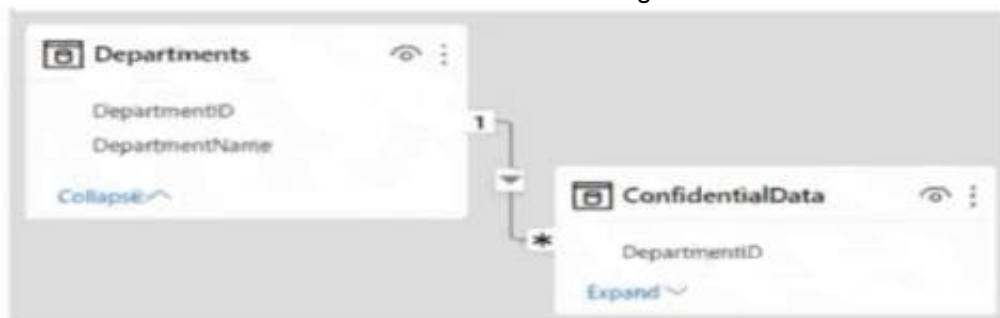 Departments
DepartmentID
DepartmentName
Collapse
1
*
ConfidentialData
DepartmentID
Expand